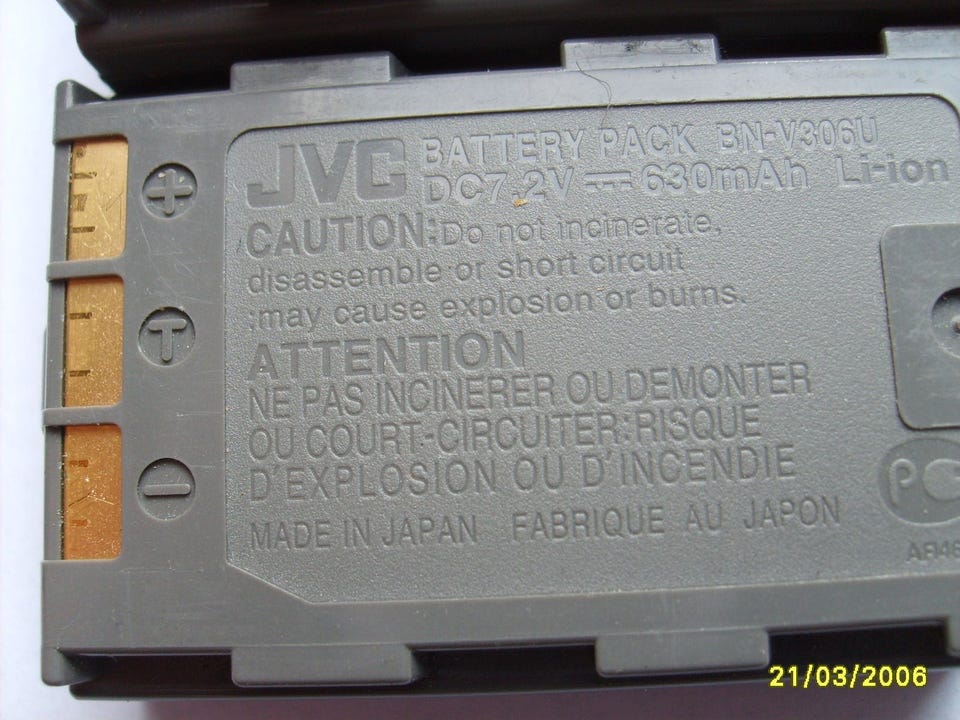 JVC BATTERY PACK BN-V306U
DC7.2V ⎓ 630mAh Li-ion
CAUTION:Do not incinerate,
disassemble or short circuit
;may cause explosion or burns.
ATTENTION
NE PAS INCINERER OU DEMONTER
OU COURT-CIRCUITER:RISQUE
D'EXPLOSION OU D'INCENDIE
MADE IN JAPAN FABRIQUE AU JAPON
+
T
−
21/03/2006